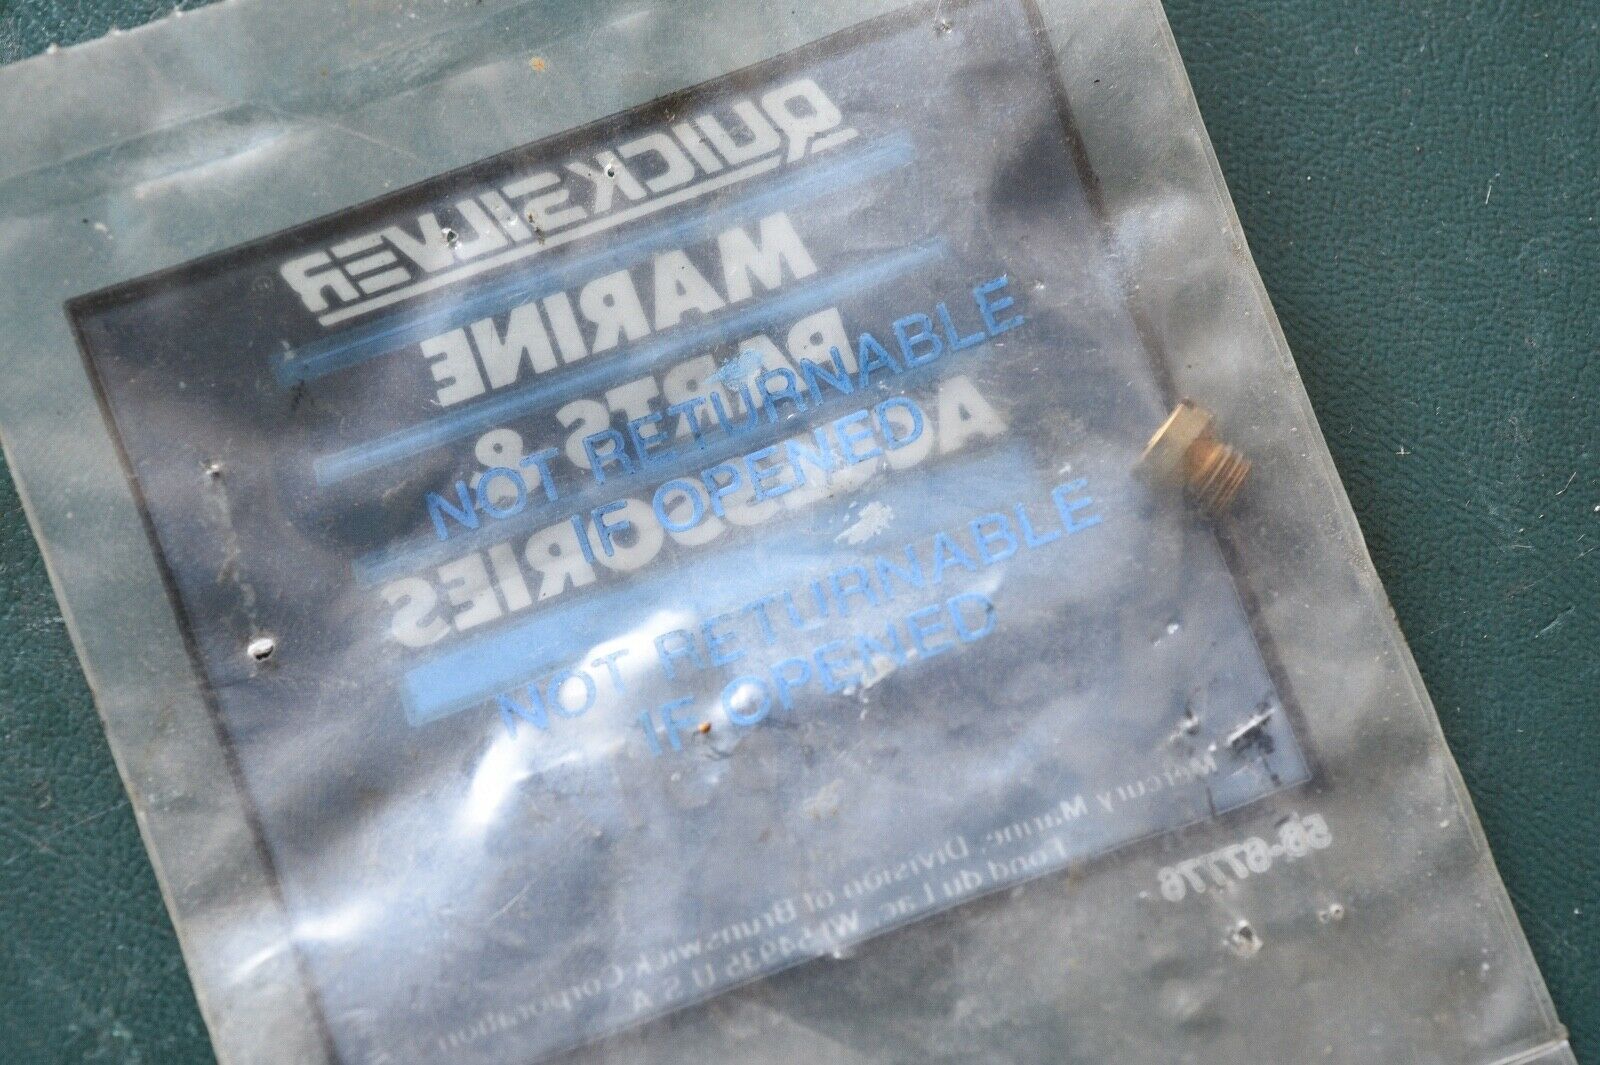 QUICKSILVER
MARINE
PARTS &
ACCESSORIES
NOT RETURNABLE
IF OPENED
NOT RETURNABLE
IF OPENED
Mercury Marine, Division of Brunswick Corporation
Fond du Lac, WI 54935 U.S.A.